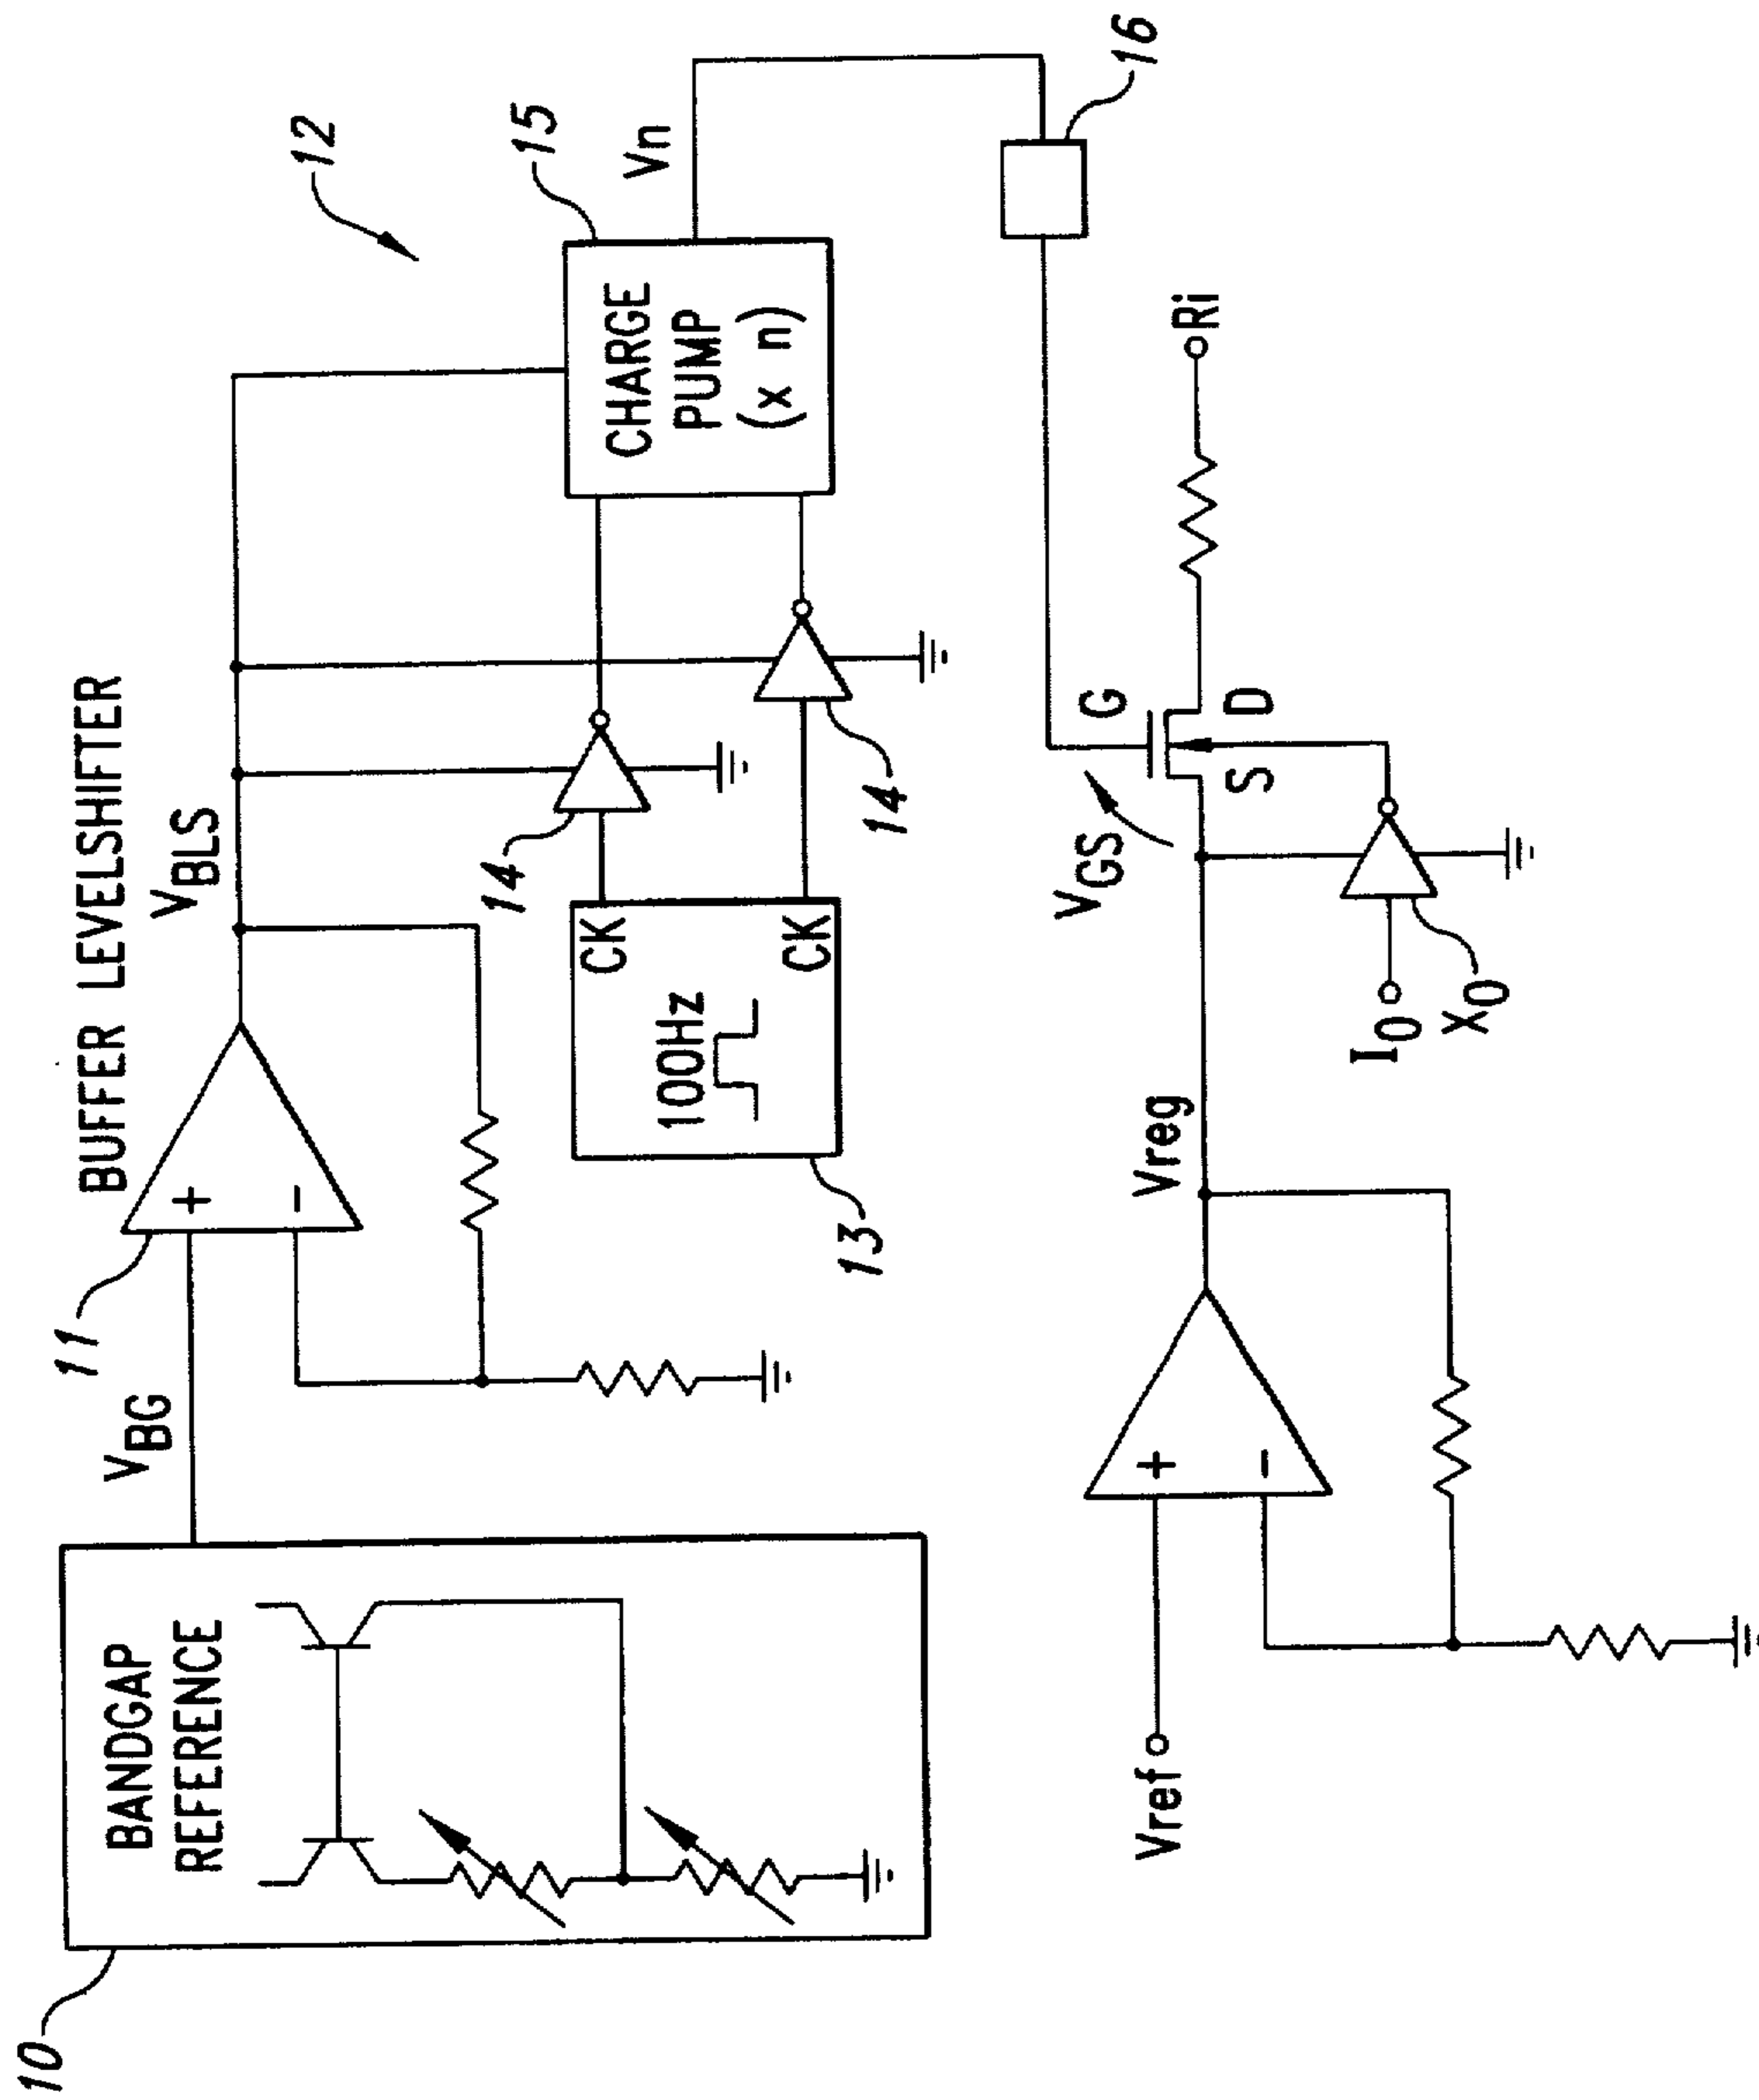 10
BANDGAP
REFERENCE
V_BG
11
+
-
BUFFER LEVELSHIFTER
V_BLS
12
13
100Hz
CK
CK
14
14
15
CHARGE
PUMP
(x n)
Vn
16
Vref
+
-
Vreg
V_GS
G
S
D
Ri
I_0
X_0